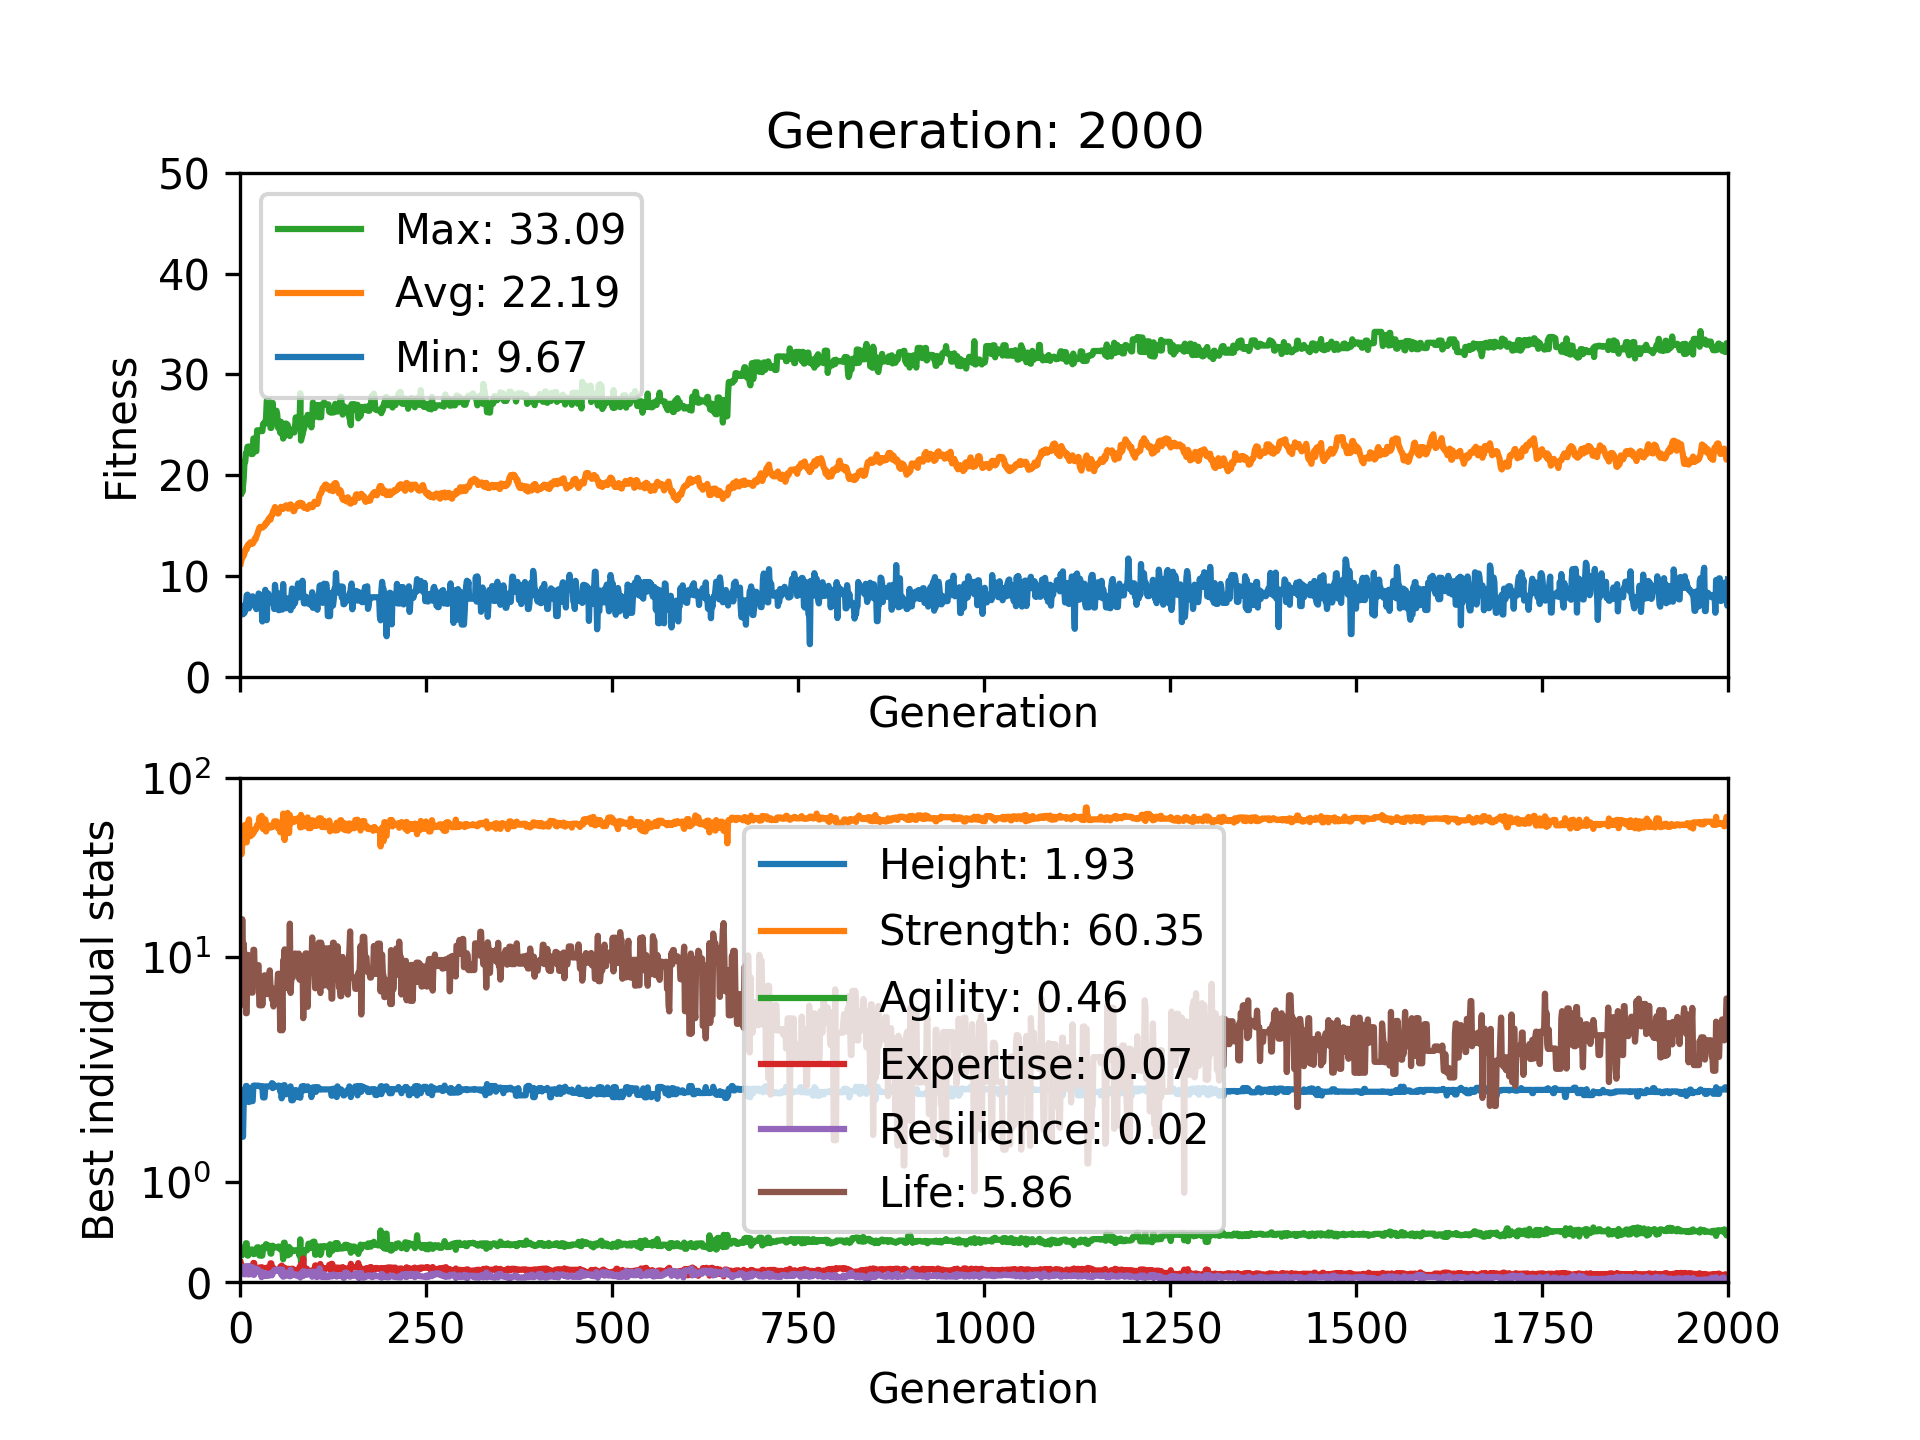 Generation: 2000
Fitness
50
40
30
20
10
0
Max: 33.09
Avg: 22.19
Min: 9.67
Generation
Best individual stats
10²
10¹
10⁰
0
Height: 1.93
Strength: 60.35
Agility: 0.46
Expertise: 0.07
Resilience: 0.02
Life: 5.86
0 250 500 750 1000 1250 1500 1750 2000
Generation